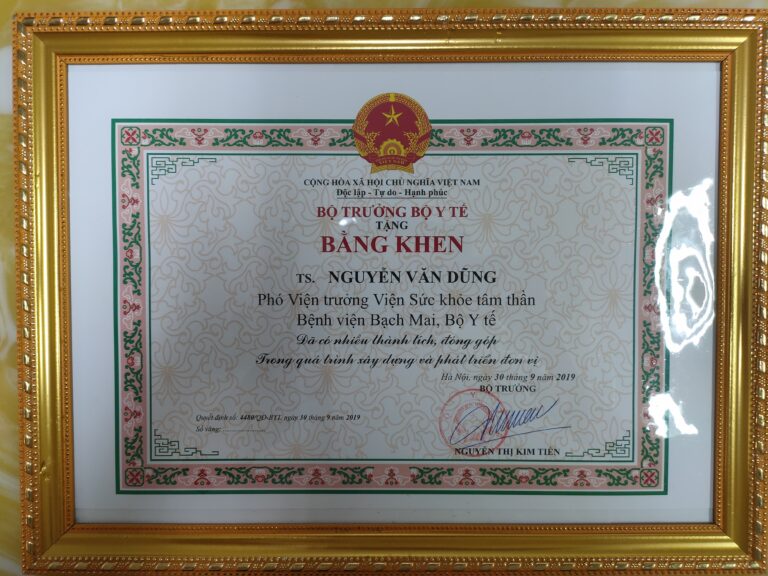 CỘNG HÒA XÃ HỘI CHỦ NGHĨA VIỆT NAM
Độc lập - Tự do - Hạnh phúc
BỘ TRƯỞNG BỘ Y TẾ
TẶNG
BẰNG KHEN
TS. NGUYỄN VĂN DŨNG
Phó Viện trưởng Viện Sức khỏe tâm thần
Bệnh viện Bạch Mai, Bộ Y tế
Đã có nhiều thành tích, đóng góp
Trong quá trình xây dựng và phát triển đơn vị
Hà Nội, ngày 30 tháng 9 năm 2019
BỘ TRƯỞNG
Quyết định số: 4480/QĐ-BYT, ngày 30 tháng 9 năm 2019
Sổ vàng: ....................
NGUYỄN THỊ KIM TIẾN